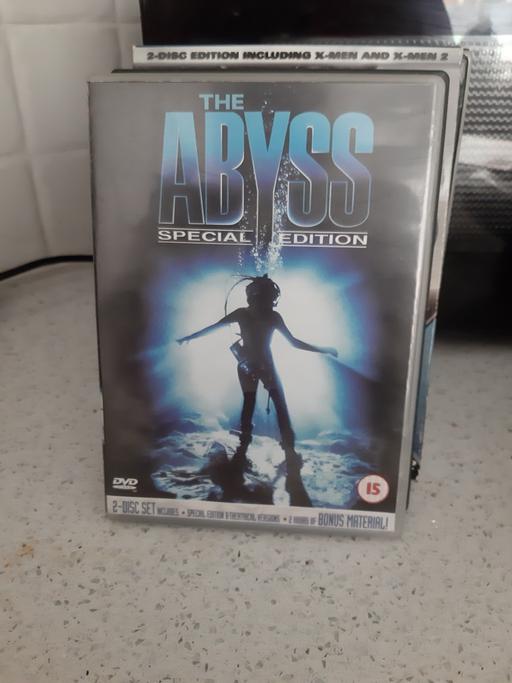 2-DISC EDITION INCLUDING X-MEN AND X-MEN 2
THE
ABYSS
SPECIAL EDITION
DVD
15
2-DISC SET INCLUDES • SPECIAL EDITION & THEATRICAL VERSIONS • 2 HOURS OF BONUS MATERIAL!